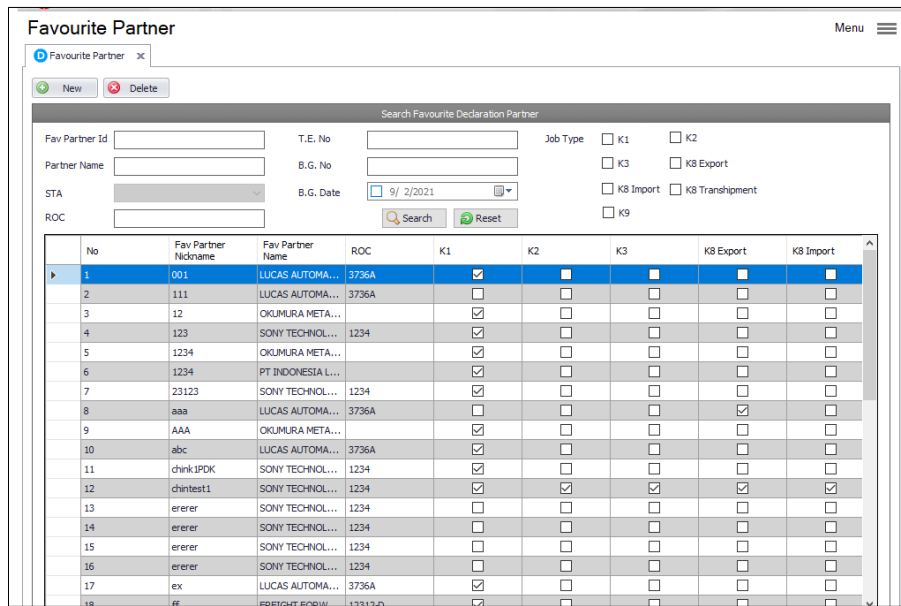 Favourite Partner Menu
D Favourite Partner x
New Delete
Search Favourite Declaration Partner
Fav Partner Id T.E. No Job Type K1 K2
Partner Name B.G. No K3 K8 Export
STA B.G. Date 9/ 2/2021 K8 Import K8 Transhipment
ROC Search Reset K9
No Fav Partner Nickname Fav Partner Name ROC K1 K2 K3 K8 Export K8 Import
1 001 LUCAS AUTOMA... 3736A
2 111 LUCAS AUTOMA... 3736A
3 12 OKUMURA META...
4 123 SONY TECHNOL... 1234
5 1234 OKUMURA META...
6 1234 PT INDONESIA L...
7 23123 SONY TECHNOL... 1234
8 aaa LUCAS AUTOMA... 3736A
9 AAA OKUMURA META...
10 abc LUCAS AUTOMA... 3736A
11 chink1PDK SONY TECHNOL... 1234
12 chintest1 SONY TECHNOL... 1234
13 ererer SONY TECHNOL... 1234
14 ererer SONY TECHNOL... 1234
15 ererer SONY TECHNOL... 1234
16 ererer SONY TECHNOL... 1234
17 ex LUCAS AUTOMA... 3736A
18 ff FREIGHT FORW... 12312-D